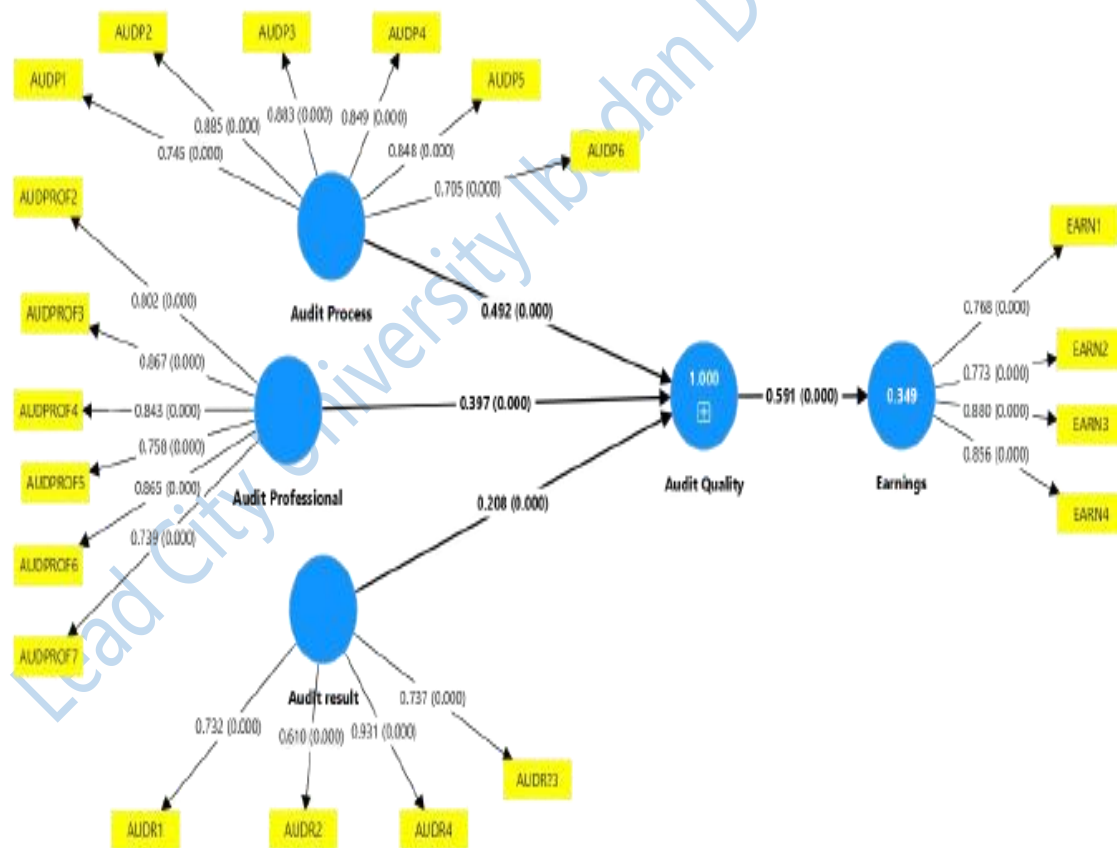 AUDP1
AUDP2
AUDP3
AUDP4
AUDP5
AUDP6
0.745 (0.000)
0.885 (0.000)
0.883 (0.000)
0.849 (0.000)
0.848 (0.000)
0.705 (0.000)
Audit Process
AUDPROF2
AUDPROF3
AUDPROF4
AUDPROF5
AUDPROF6
AUDPROF7
0.802 (0.000)
0.867 (0.000)
0.843 (0.000)
0.758 (0.000)
0.865 (0.000)
0.739 (0.000)
Audit Professional
0.492 (0.000)
0.397 (0.000)
0.208 (0.000)
1.000
Audit Quality
0.591 (0.000)
0.349
Earnings
EARN1
EARN2
EARN3
EARN4
0.768 (0.000)
0.773 (0.000)
0.880 (0.000)
0.856 (0.000)
Audit result
0.732 (0.000)
0.610 (0.000)
0.931 (0.000)
0.737 (0.000)
AUDR1
AUDR2
AUDR4
AUDR?3
Lead City University Ibadan D